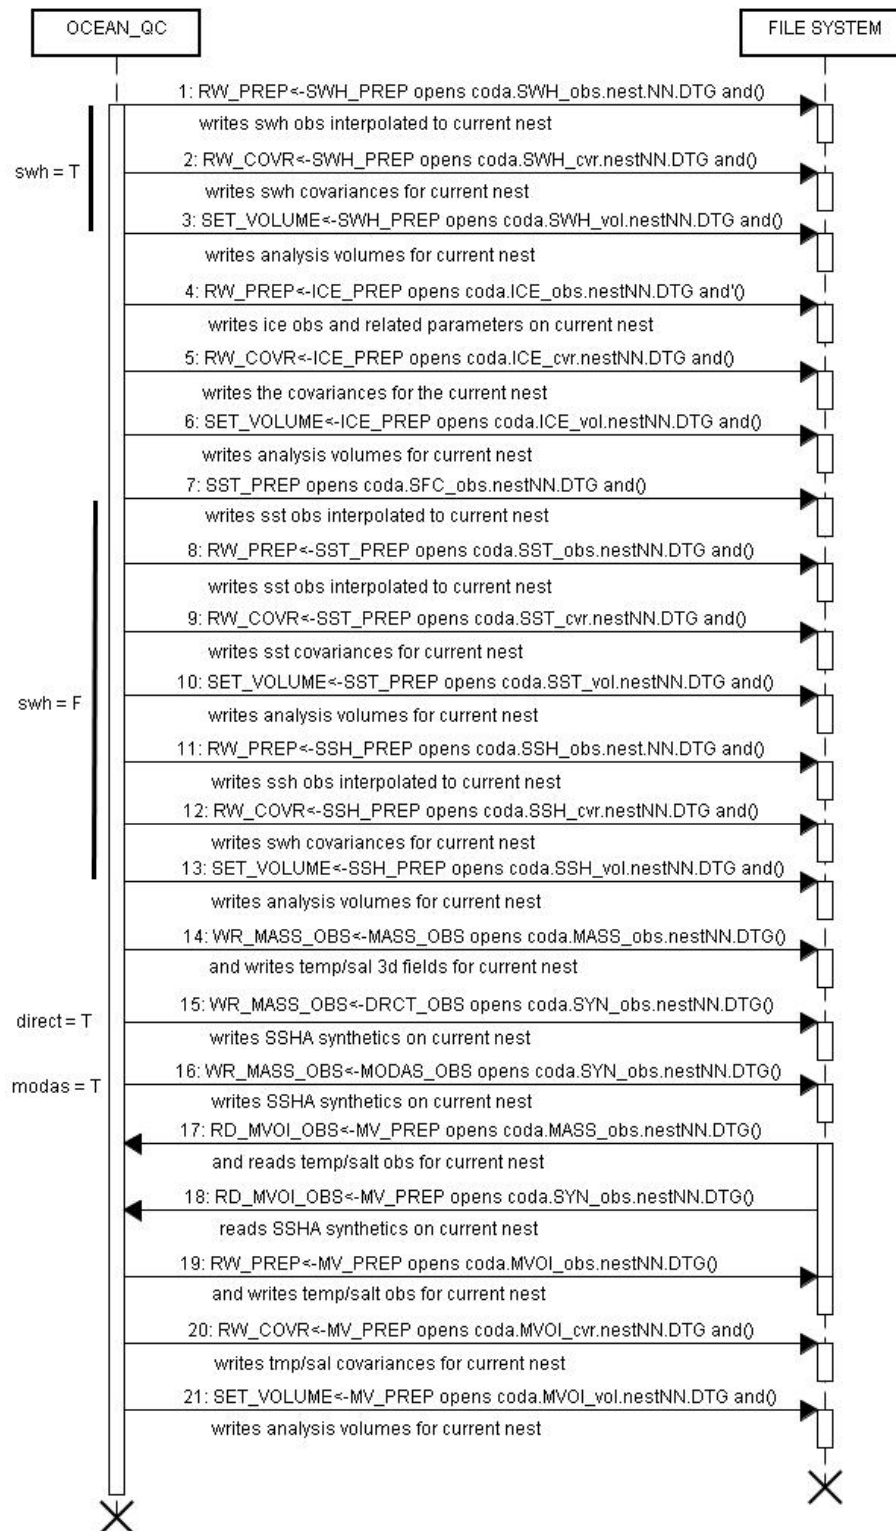 OCEAN_QC
FILE SYSTEM
1: RW_PREP<-SWH_PREP opens coda.SWH_obs.nest.NN.DTG and()
writes swh obs interpolated to current nest
swh = T
2: RW_COVR<-SWH_PREP opens coda.SWH_cvr.nestNN.DTG and()
writes swh covariances for current nest
3: SET_VOLUME<-SWH_PREP opens coda.SWH_vol.nestNN.DTG and()
writes analysis volumes for current nest
4: RW_PREP<-ICE_PREP opens coda.ICE_obs.nestNN.DTG and'()
writes ice obs and related parameters on current nest
5: RW_COVR<-ICE_PREP opens coda.ICE_cvr.nestNN.DTG and()
writes the covariances for the current nest
6: SET_VOLUME<-ICE_PREP opens coda.ICE_vol.nestNN.DTG and()
writes analysis volumes for current nest
7: SST_PREP opens coda.SFC_obs.nestNN.DTG and()
writes sst obs interpolated to current nest
8: RW_PREP<-SST_PREP opens coda.SST_obs.nestNN.DTG and()
writes sst obs interpolated to current nest
9: RW_COVR<-SST_PREP opens coda.SST_cvr.nestNN.DTG and()
writes sst covariances for current nest
10: SET_VOLUME<-SST_PREP opens coda.SST_vol.nestNN.DTG and()
swh = F
writes analysis volumes for current nest
11: RW_PREP<-SSH_PREP opens coda.SSH_obs.nest.NN.DTG and()
writes ssh obs interpolated to current nest
12: RW_COVR<-SSH_PREP opens coda.SSH_cvr.nestNN.DTG and()
writes swh covariances for current nest
13: SET_VOLUME<-SSH_PREP opens coda.SSH_vol.nestNN.DTG and()
writes analysis volumes for current nest
14: WR_MASS_OBS<-MASS_OBS opens coda.MASS_obs.nestNN.DTG()
and writes temp/sal 3d fields for current nest
15: WR_MASS_OBS<-DRCT_OBS opens coda.SYN_obs.nestNN.DTG()
direct = T
writes SSHA synthetics on current nest
16: WR_MASS_OBS<-MODAS_OBS opens coda.SYN_obs.nestNN.DTG()
modas = T
writes SSHA synthetics on current nest
17: RD_MVOI_OBS<-MV_PREP opens coda.MASS_obs.nestNN.DTG()
and reads temp/salt obs for current nest
18: RD_MVOI_OBS<-MV_PREP opens coda.SYN_obs.nestNN.DTG()
reads SSHA synthetics on current nest
19: RW_PREP<-MV_PREP opens coda.MVOI_obs.nestNN.DTG()
and writes temp/salt obs for current nest
20: RW_COVR<-MV_PREP opens coda.MVOI_cvr.nestNN.DTG and()
writes tmp/sal covariances for current nest
21: SET_VOLUME<-MV_PREP opens coda.MVOI_vol.nestNN.DTG and()
writes analysis volumes for current nest